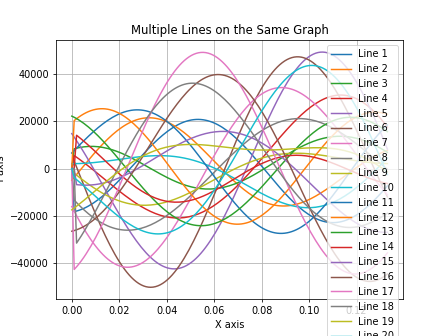 Multiple Lines on the Same Graph
40000
20000
0
−20000
−40000
0.00
0.02
0.04
0.06
0.08
0.10
X axis
Line 1
Line 2
Line 3
Line 4
Line 5
Line 6
Line 7
Line 8
Line 9
Line 10
Line 11
Line 12
Line 13
Line 14
Line 15
Line 16
Line 17
Line 18
Line 19
Line 20